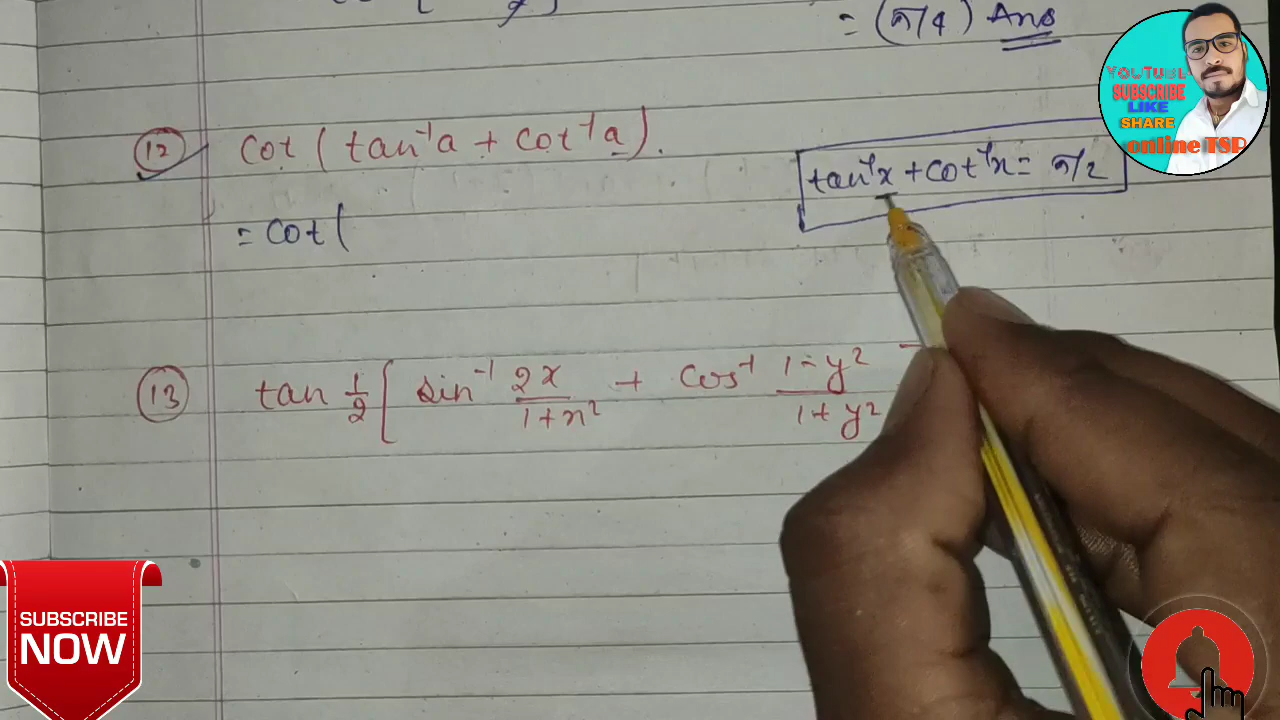 = (π/4) Ans
YOUTUBE
SUBSCRIBE
LIKE
SHARE
online TSP
12 cot (tan⁻¹a + cot⁻¹a).
tan⁻¹x + cot⁻¹x = π/2
= cot (
13 tan 1/2 [ sin⁻¹ 2x/1+x² + cos⁻¹ 1-y²/1+y²
SUBSCRIBE
NOW